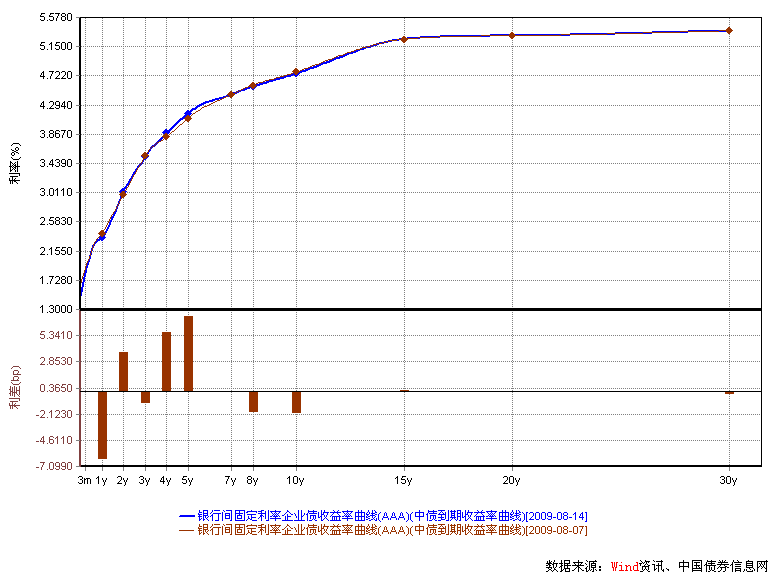 5.5780
5.1500
4.7220
4.2940
3.8670
3.4390
3.0110
2.5830
2.1550
1.7280
1.3000
利率(%)
5.3410
2.8530
0.3650
-2.1230
-4.6110
-7.0990
利差(bp)
3m 1y 2y 3y 4y 5y 7y 8y 10y 15y 20y 30y
银行间固定利率企业债收益率曲线(AAA)(中债到期收益率曲线)[2009-08-14]
银行间固定利率企业债收益率曲线(AAA)(中债到期收益率曲线)[2009-08-07]
数据来源：Wind资讯、中国债券信息网